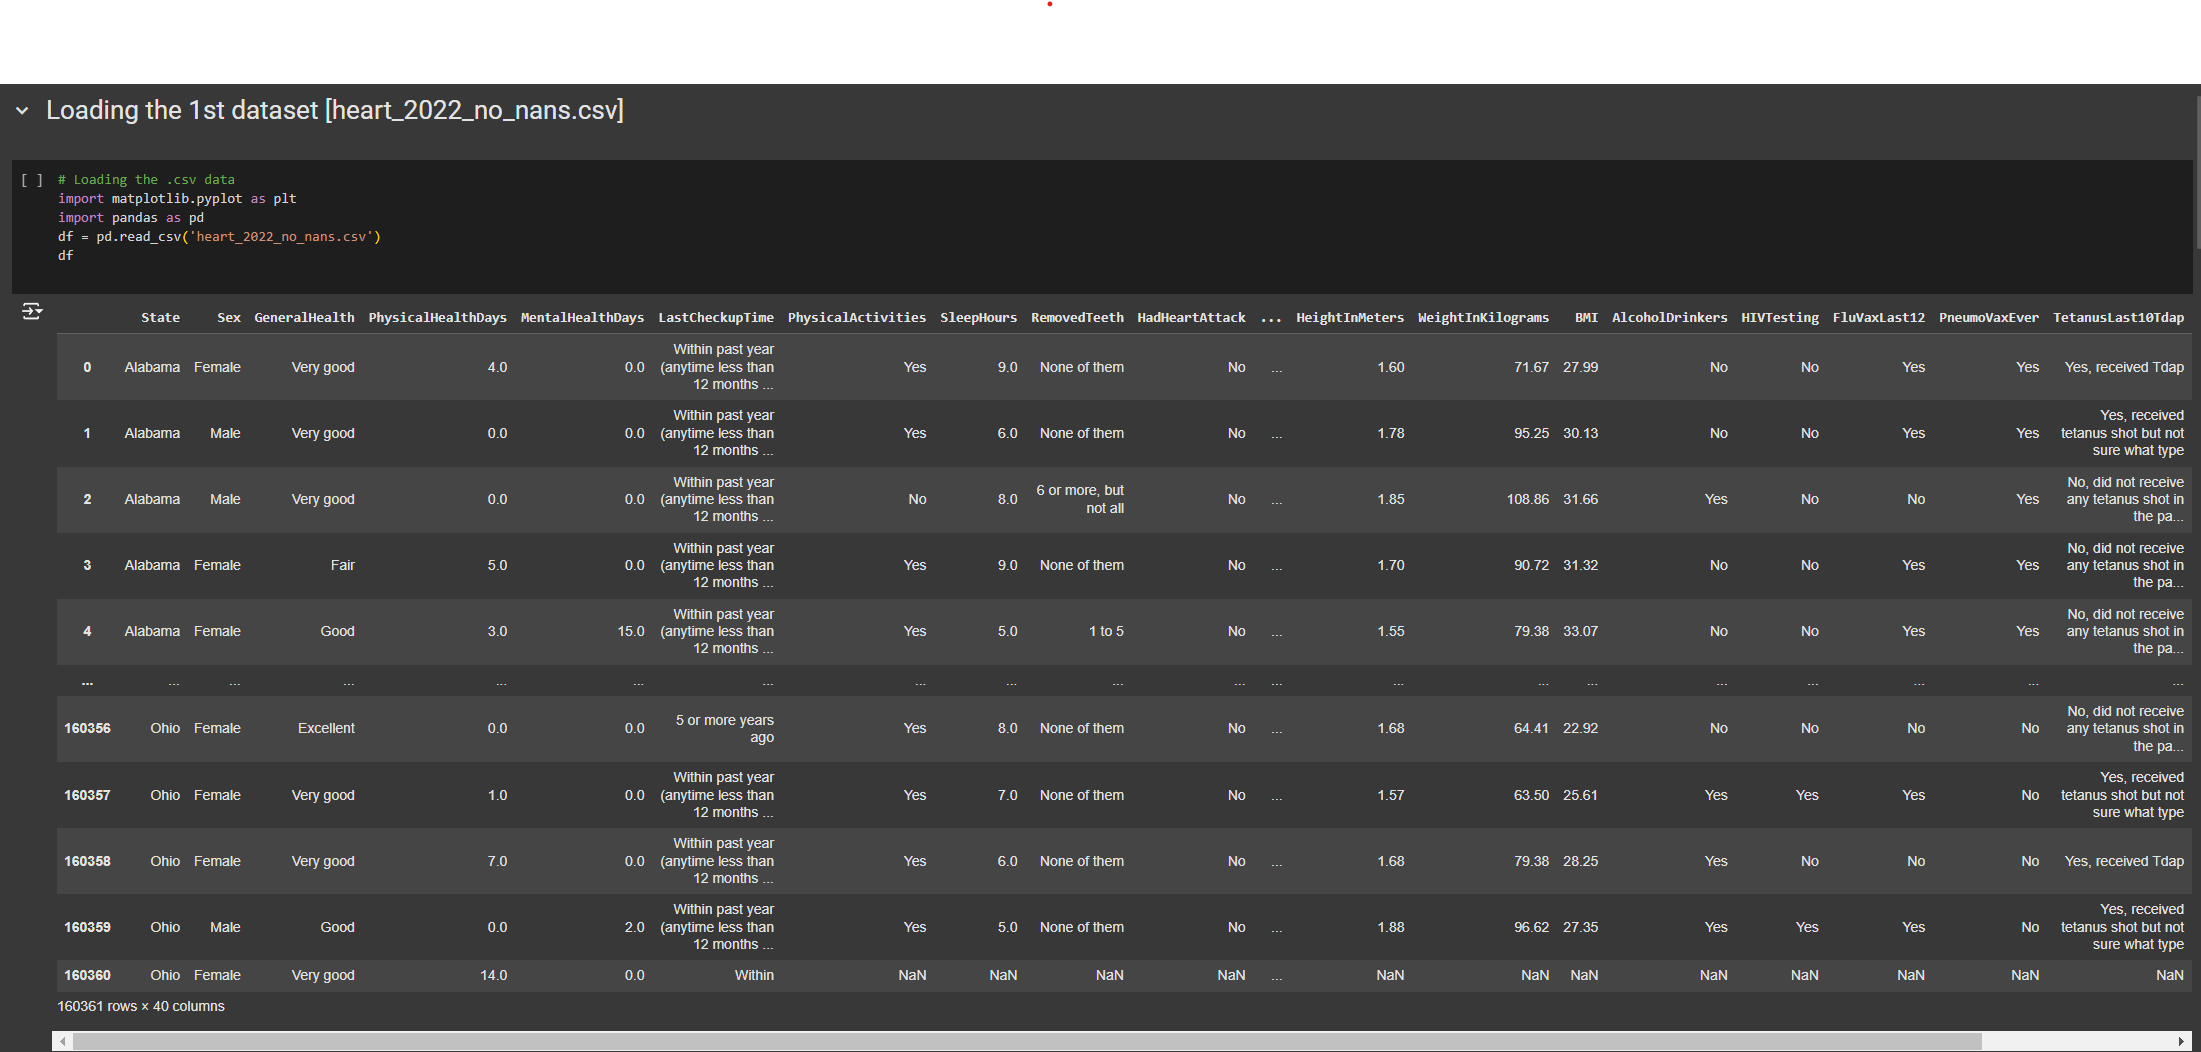 Loading the 1st dataset [heart_2022_no_nans.csv]
[ ] # Loading the .csv data
import matplotlib.pyplot as plt
import pandas as pd
df = pd.read_csv('heart_2022_no_nans.csv')
df
State Sex GeneralHealth PhysicalHealthDays MentalHealthDays LastCheckupTime PhysicalActivities SleepHours RemovedTeeth HadHeartAttack ... HeightInMeters WeightInKilograms BMI AlcoholDrinkers HIVTesting FluVaxLast12 PneumoVaxEver TetanusLast10Tdap
0 Alabama Female Very good 4.0 0.0 Within past year (anytime less than 12 months ... Yes 9.0 None of them No ... 1.60 71.67 27.99 No No Yes Yes Yes, received Tdap
1 Alabama Male Very good 0.0 0.0 Within past year (anytime less than 12 months ... Yes 6.0 None of them No ... 1.78 95.25 30.13 No No Yes Yes Yes, received tetanus shot but not sure what type
2 Alabama Male Very good 0.0 0.0 Within past year (anytime less than 12 months ... No 8.0 6 or more, but not all No ... 1.85 108.86 31.66 Yes No No Yes No, did not receive any tetanus shot in the pa...
3 Alabama Female Fair 5.0 0.0 Within past year (anytime less than 12 months ... Yes 9.0 None of them No ... 1.70 90.72 31.32 No No Yes Yes No, did not receive any tetanus shot in the pa...
4 Alabama Female Good 3.0 15.0 Within past year (anytime less than 12 months ... Yes 5.0 1 to 5 No ... 1.55 79.38 33.07 No No Yes Yes No, did not receive any tetanus shot in the pa...
... ... ... ... ... ... ... ... ... ... ... ... ... ... ... ... ... ... ... ...
160356 Ohio Female Excellent 0.0 0.0 5 or more years ago Yes 8.0 None of them No ... 1.68 64.41 22.92 No No No No No, did not receive any tetanus shot in the pa...
160357 Ohio Female Very good 1.0 0.0 Within past year (anytime less than 12 months ... Yes 7.0 None of them No ... 1.57 63.50 25.61 Yes Yes Yes No Yes, received tetanus shot but not sure what type
160358 Ohio Female Very good 7.0 0.0 Within past year (anytime less than 12 months ... Yes 6.0 None of them No ... 1.68 79.38 28.25 Yes No No No Yes, received Tdap
160359 Ohio Male Good 0.0 2.0 Within past year (anytime less than 12 months ... Yes 5.0 None of them No ... 1.88 96.62 27.35 Yes Yes Yes No Yes, received tetanus shot but not sure what type
160360 Ohio Female Very good 14.0 0.0 Within NaN NaN NaN NaN ... NaN NaN NaN NaN NaN NaN NaN NaN
160361 rows × 40 columns